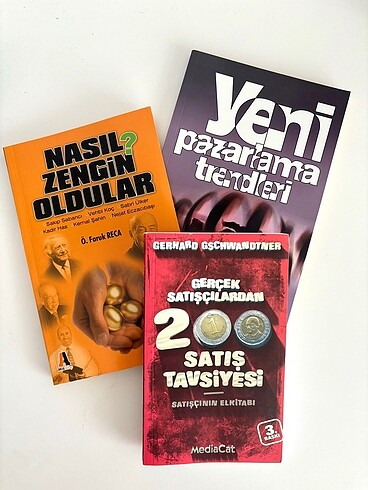 NASIL?
ZENGİN
OLDULAR
Sakıp Sabancı Vehbi Koç Sabri Ülker
Kadir Has Kemal Şahin Nejat Eczacıbaşı
Ö. Faruk RECA
yeni
pazarlama
trendleri
GERHARD GSCHWANDTNER
GERÇEK
SATIŞÇILARDAN
200
SATIŞ
TAVSİYESİ
SATIŞÇININ ELKİTABI
3.
BASKI
MediaCat